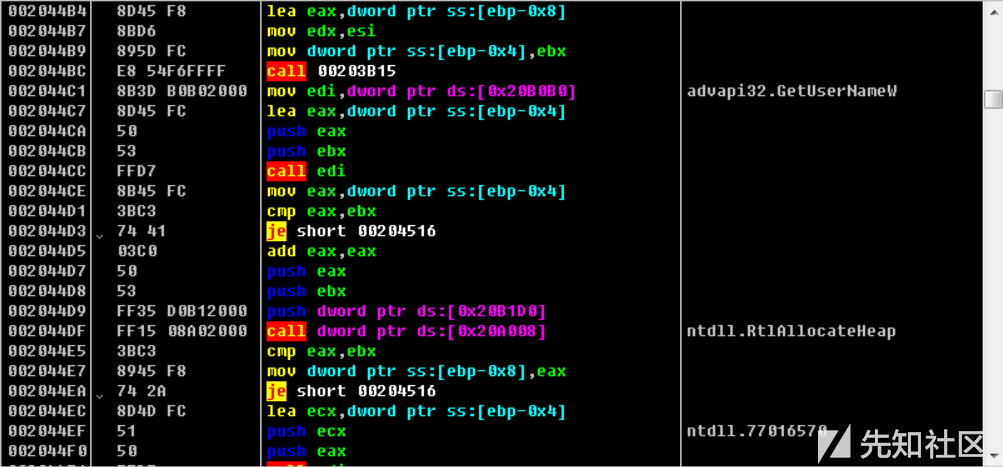 002044B4 8D45 F8 lea eax,dword ptr ss:[ebp-0x8]
002044B7 8BD6 mov edx,esi
002044B9 895D FC mov dword ptr ss:[ebp-0x4],ebx
002044BC E8 54F6FFFF call 00203B15
002044C1 8B3D B0B02000 mov edi,dword ptr ds:[0x20B0B0] advapi32.GetUserNameW
002044C7 8D45 FC lea eax,dword ptr ss:[ebp-0x4]
002044CA 50 push eax
002044CB 53 push ebx
002044CC FFD7 call edi
002044CE 8B45 FC mov eax,dword ptr ss:[ebp-0x4]
002044D1 3BC3 cmp eax,ebx
002044D3 74 41 je short 00204516
002044D5 03C0 add eax,eax
002044D7 50 push eax
002044D8 53 push ebx
002044D9 FF35 D0B12000 push dword ptr ds:[0x20B1D0]
002044DF FF15 08A02000 call dword ptr ds:[0x20A008] ntdll.RtlAllocateHeap
002044E5 3BC3 cmp eax,ebx
002044E7 8945 F8 mov dword ptr ss:[ebp-0x8],eax
002044EA 74 2A je short 00204516
002044EC 8D4D FC lea ecx,dword ptr ss:[ebp-0x4]
002044EF 51 push ecx ntdll.77016570
002044F0 50 push eax
先知社区